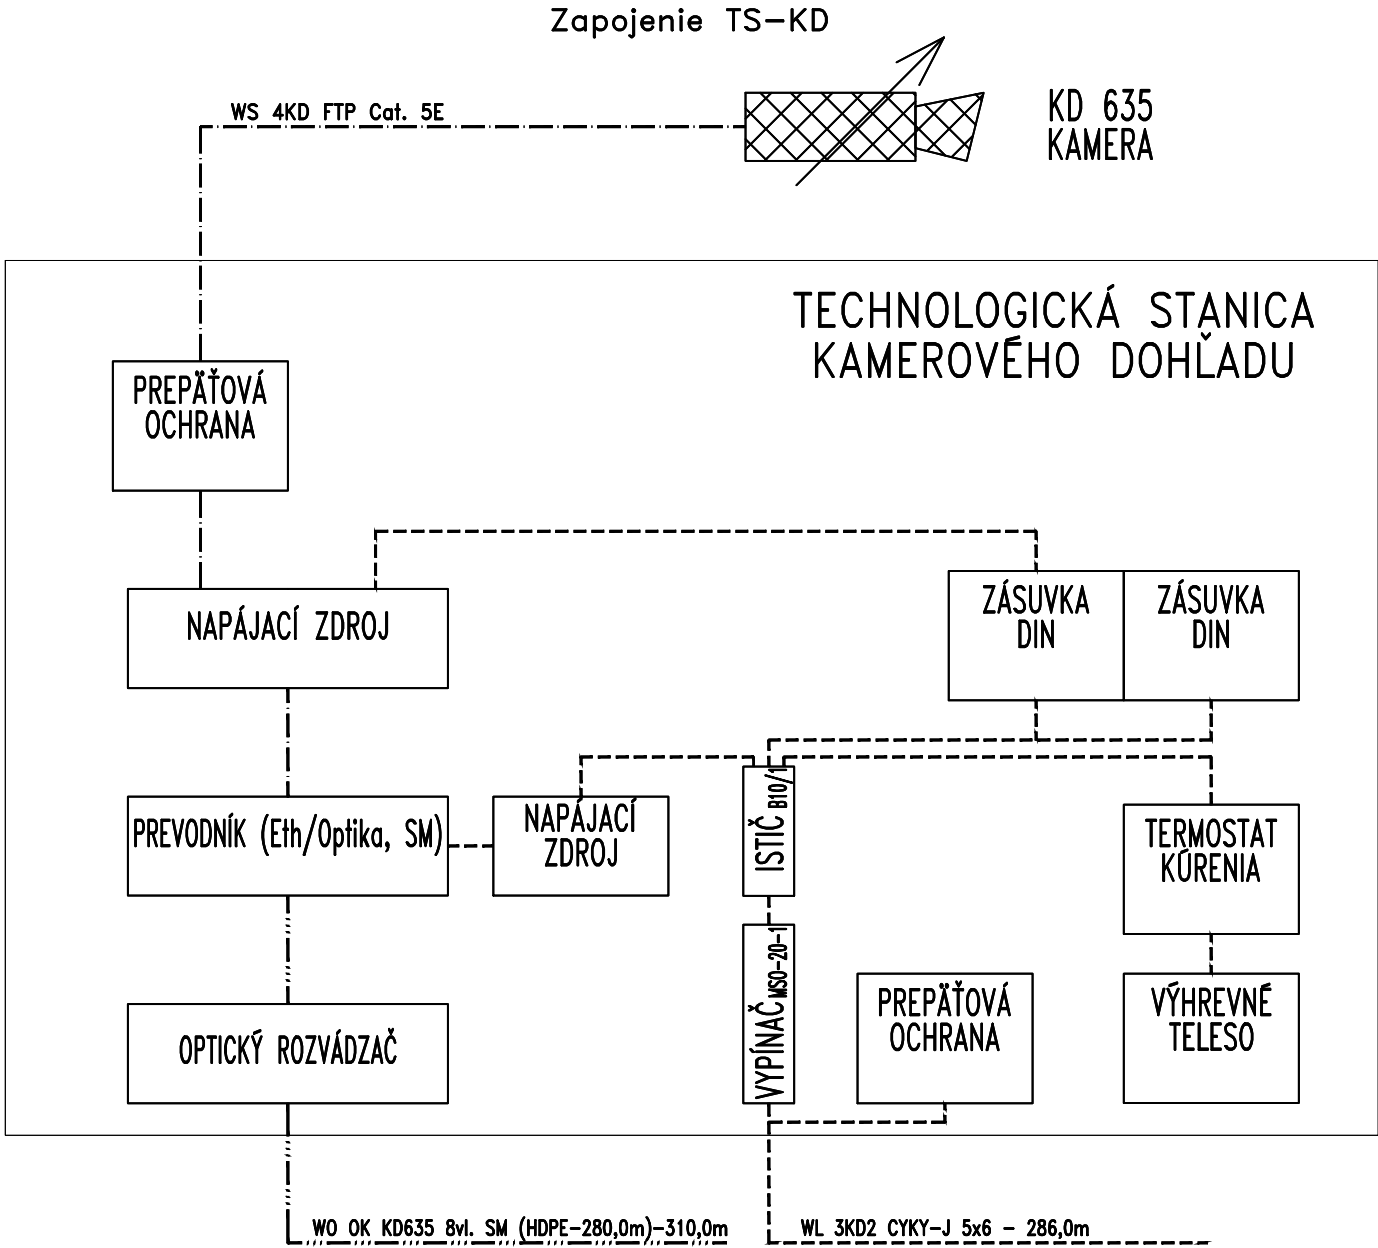 Zapojenie TS-KD
WS 4KD FTP Cat. 5E
KD 635
KAMERA
TECHNOLOGICKÁ STANICA
KAMEROVÉHO DOHĽADU
PREPÄŤOVÁ
OCHRANA
NAPÁJACÍ ZDROJ
ZÁSUVKA
DIN
ZÁSUVKA
DIN
PREVODNÍK (Eth/Optika, SM)
NAPÁJACÍ
ZDROJ
ISTIČ B10/1
TERMOSTAT
KÚRENIA
OPTICKÝ ROZVÁDZAČ
VYPÍNAČ MSO-20-1
PREPÄŤOVÁ
OCHRANA
VÝHREVNÉ
TELESO
WO OK KD635 8vl. SM (HDPE-280,0m)-310,0m
WL 3KD2 CYKY-J 5x6 - 286,0m